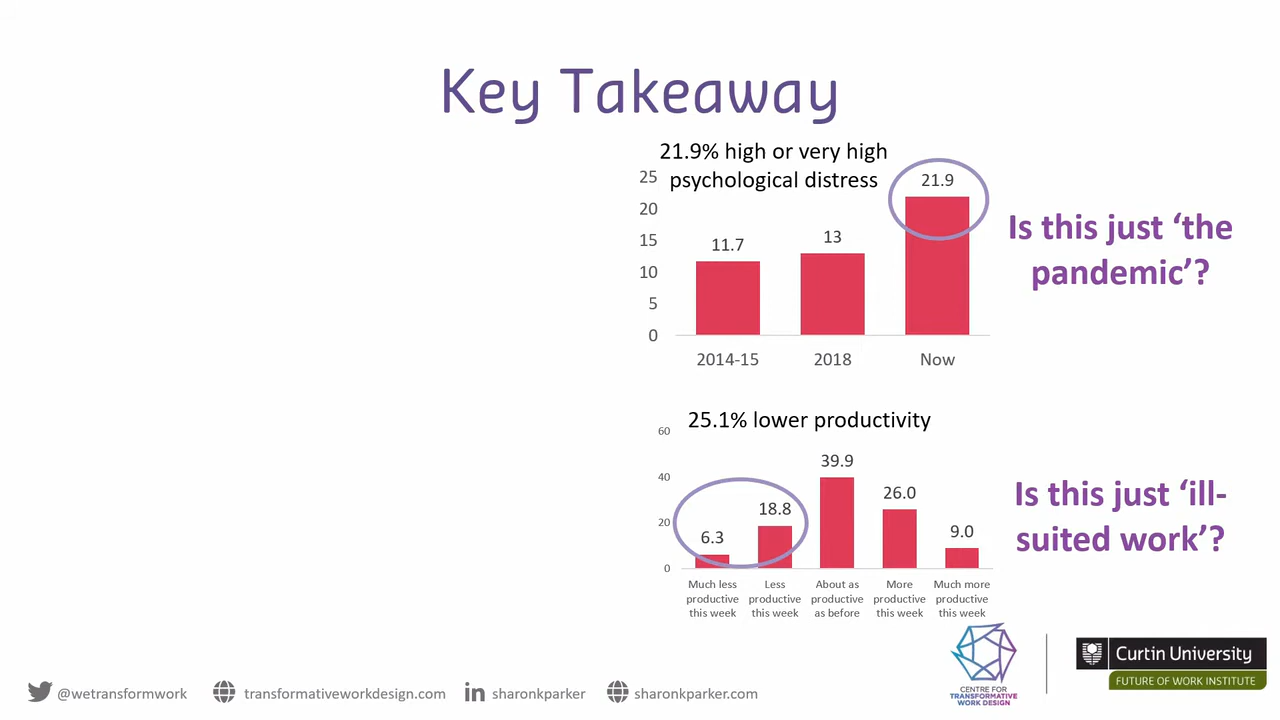 Key Takeaway
21.9% high or very high
psychological distress
25
20
15
10
5
0
11.7
13
21.9
2014-15
2018
Now
Is this just ‘the
pandemic’?
25.1% lower productivity
60
40
20
0
6.3
18.8
39.9
26.0
9.0
Much less
productive
this week
Less
productive
this week
About as
productive
as before
More
productive
this week
Much more
productive
this week
Is this just ‘ill-
suited work’?
@wetransformwork
transformativeworkdesign.com
in sharonkparker
sharonkparker.com
CENTRE FOR
TRANSFORMATIVE
WORK DESIGN
Curtin University
FUTURE OF WORK INSTITUTE